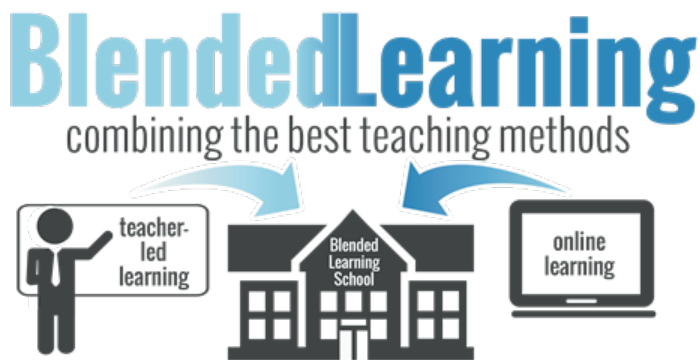 BlendedLearning
combining the best teaching methods
teacher-
led
learning
Blended
Learning
School
online
learning